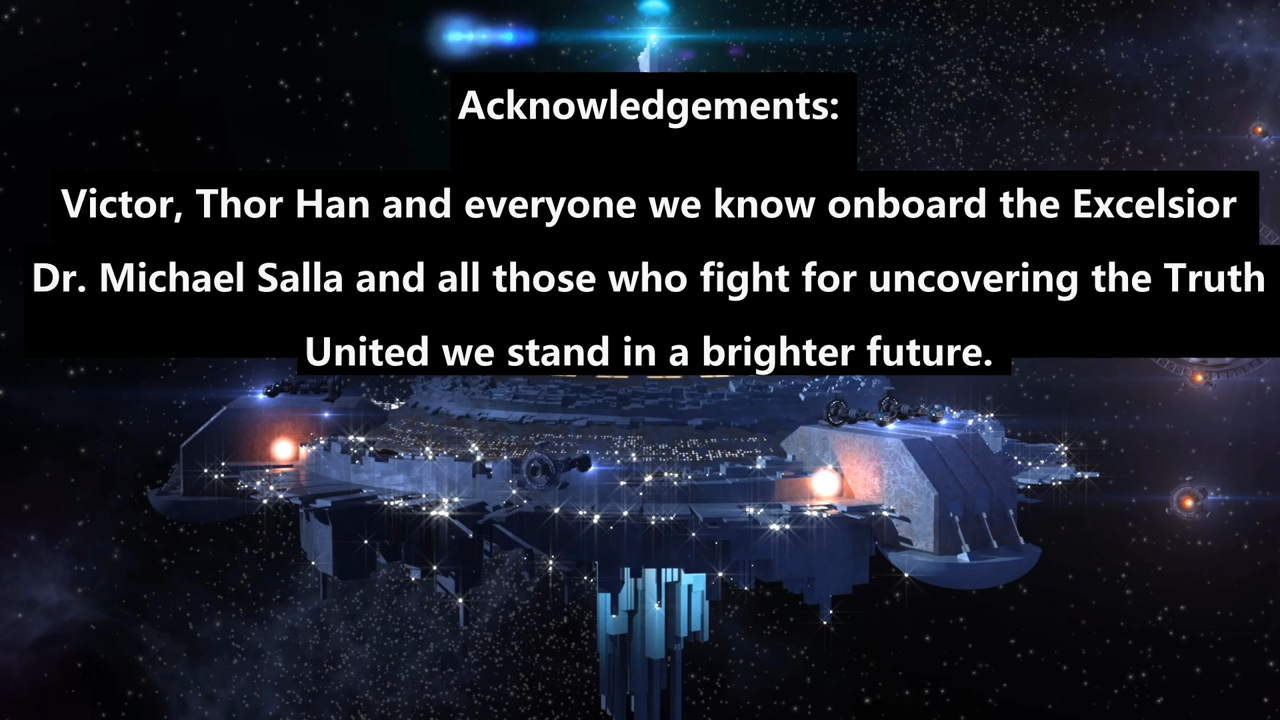 Acknowledgements:
Victor, Thor Han and everyone we know onboard the Excelsior
Dr. Michael Salla and all those who fight for uncovering the Truth
United we stand in a brighter future.